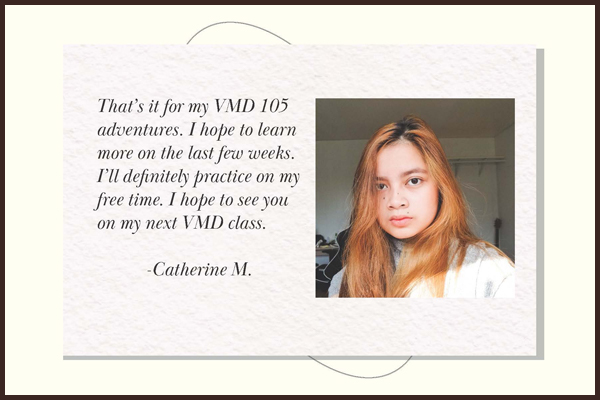 That's it for my VMD 105
adventures. I hope to learn
more on the last few weeks.
I'll definitely practice on my
free time. I hope to see you
on my next VMD class.
-Catherine M.